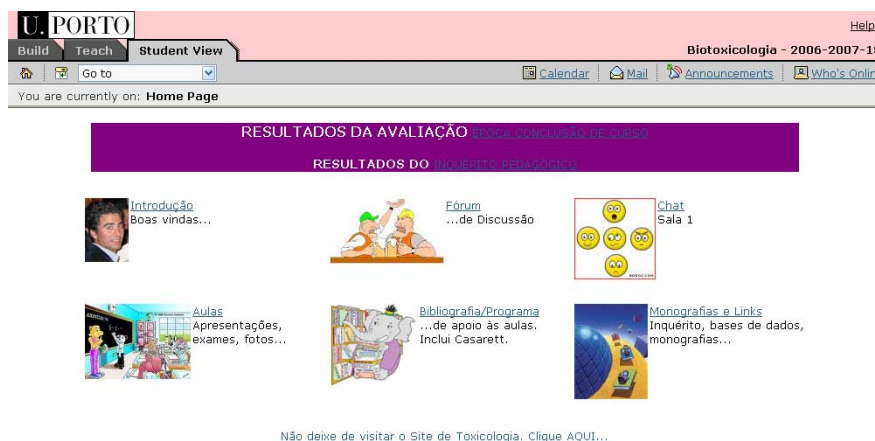 U. PORTO
Help
Build Teach Student View
Biotoxicologia - 2006-2007-1S
Go to
Calendar Mail Announcements Who's Onlin
You are currently on: Home Page
RESULTADOS DA AVALIAÇÃO ÉPOCA CONCLUSÃO DE CURSO
RESULTADOS DO INQUÉRITO PEDAGÓGICO
Introdução
Boas vindas...
Fórum
...de Discussão
Chat
Sala 1
Aulas
Apresentações,
exames, fotos...
Bibliografia/Programa
...de apoio às aulas.
Inclui Casarett.
Monografias e Links
Inquérito, bases de dados,
monografias...
Não deixe de visitar o Site de Toxicologia. Clique AQUI...